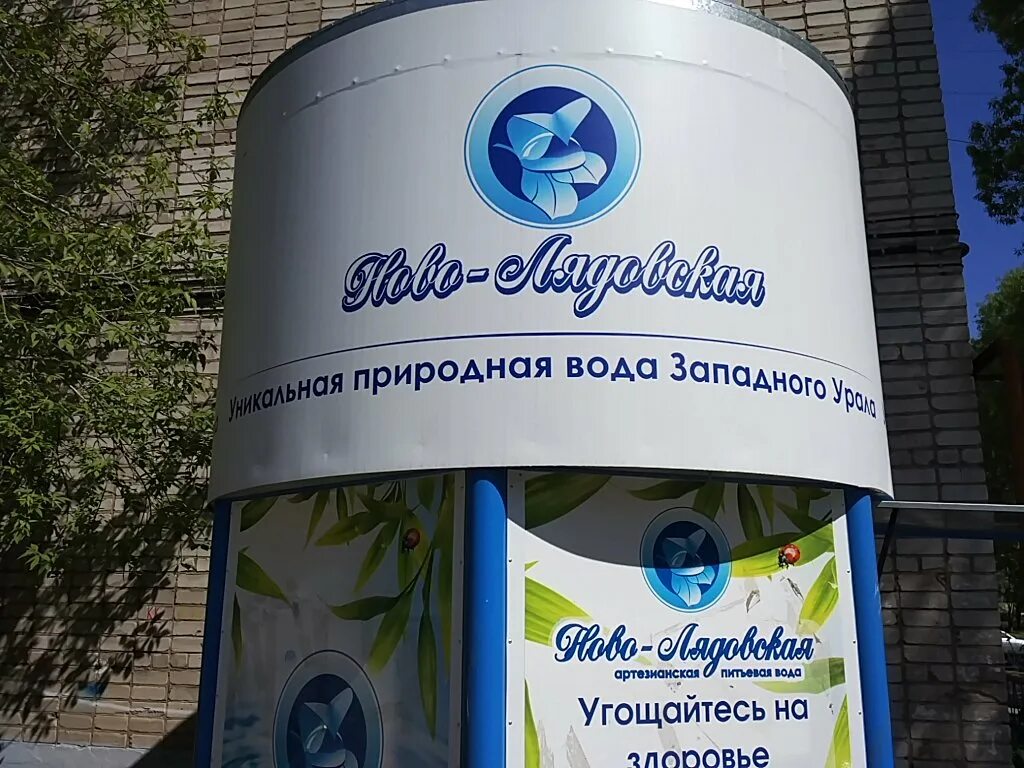 Ново-Лядовская
Уникальная природная вода Западного Урала
Ново-Лядовская
артезианская питьевая вода
Угощайтесь на
здоровье